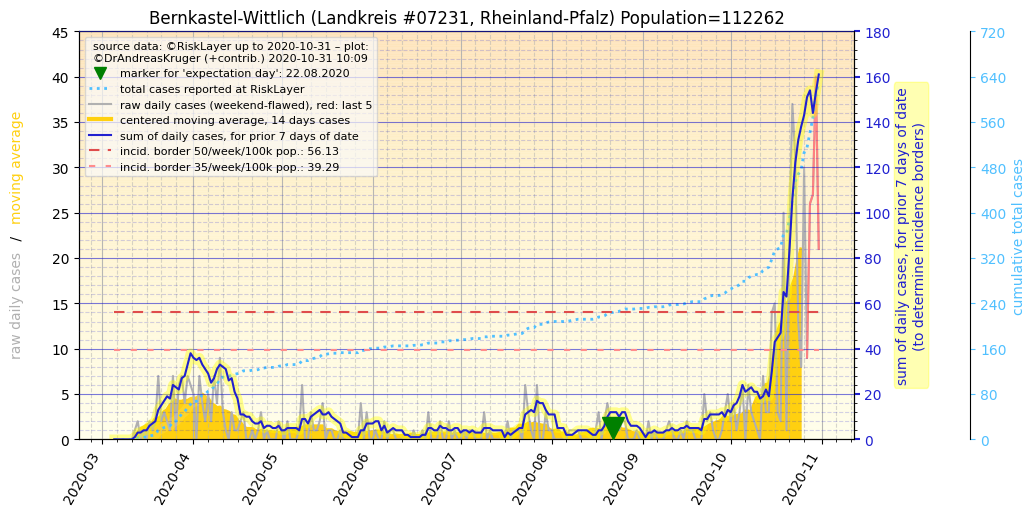 Bernkastel-Wittlich (Landkreis #07231, Rheinland-Pfalz) Population=112262
source data: ©RiskLayer up to 2020-10-31 – plot:
©DrAndreasKruger (+contrib.) 2020-10-31 10:09
marker for 'expectation day': 22.08.2020
total cases reported at RiskLayer
raw daily cases (weekend-flawed), red: last 5
centered moving average, 14 days cases
sum of daily cases, for prior 7 days of date
incid. border 50/week/100k pop.: 56.13
incid. border 35/week/100k pop.: 39.29
raw daily cases / moving average
45
40
35
30
25
20
15
10
5
0
180
160
140
120
100
80
60
40
20
0
sum of daily cases, for prior 7 days of date
(to determine incidence borders)
720
640
560
480
400
320
240
160
80
0
cumulative total cases
2020-03
2020-04
2020-05
2020-06
2020-07
2020-08
2020-09
2020-10
2020-11